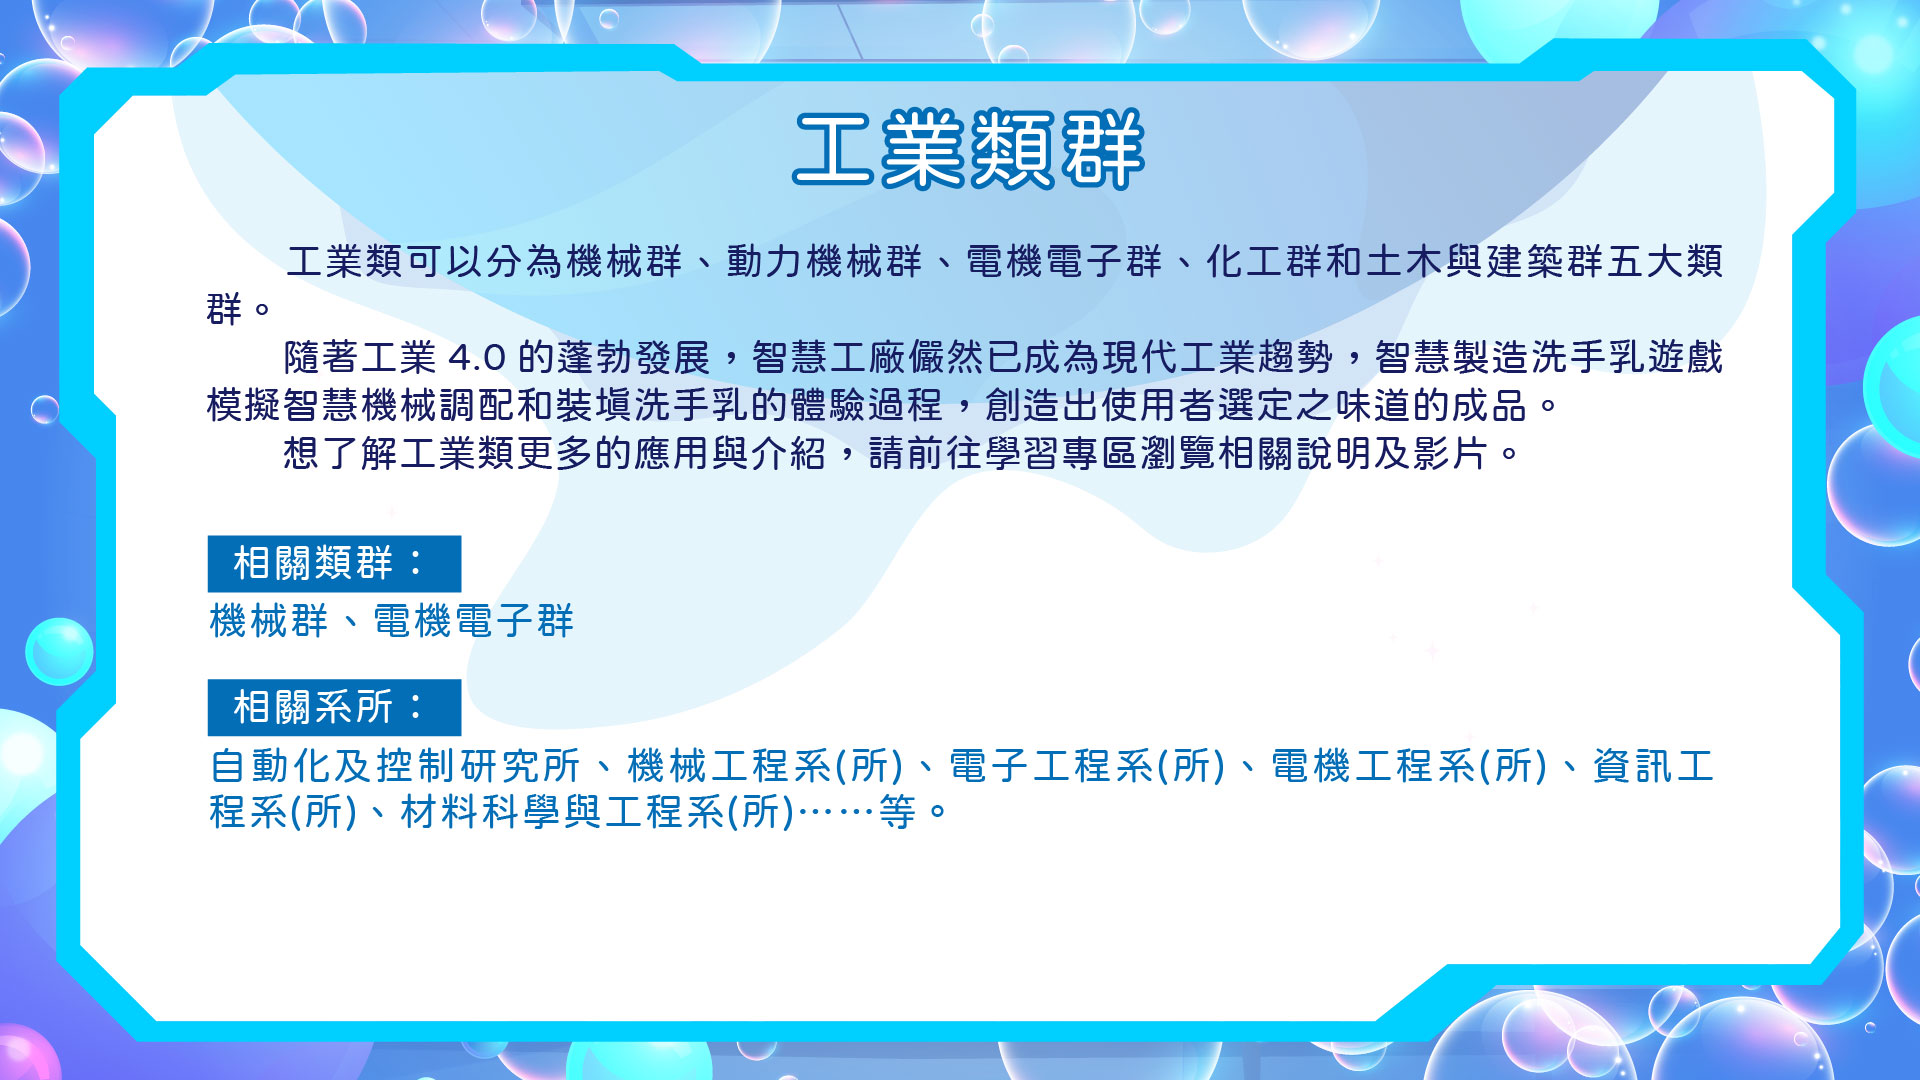 工業類群
工業類可以分為機械群、動力機械群、電機電子群、化工群和土木與建築群五大類
群。
隨著工業 4.0 的蓬勃發展，智慧工廠儼然已成為現代工業趨勢，智慧製造洗手乳遊戲
模擬智慧機械調配和裝填洗手乳的體驗過程，創造出使用者選定之味道的成品。
想了解工業類更多的應用與介紹，請前往學習專區瀏覽相關說明及影片。
相關類群：
機械群、電機電子群
相關系所：
自動化及控制研究所、機械工程系(所)、電子工程系(所)、電機工程系(所)、資訊工
程系(所)、材料科學與工程系(所)⋯⋯等。